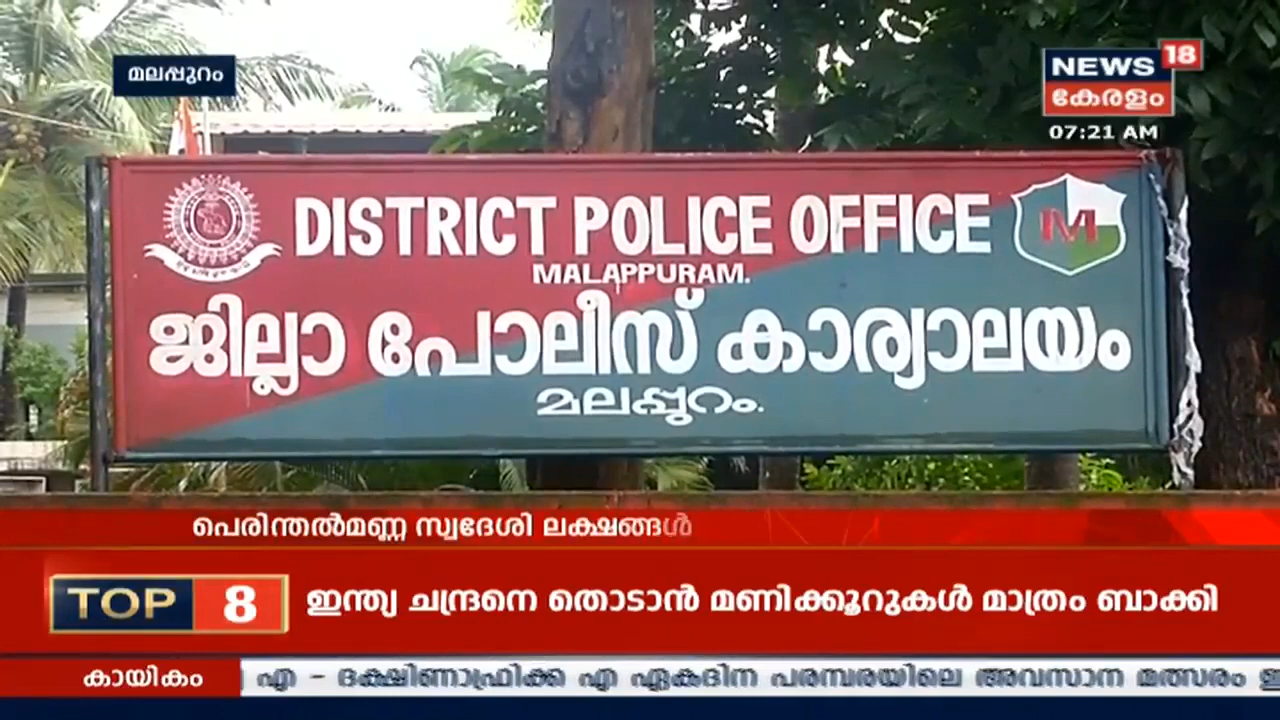 മലപ്പുറം
NEWS 18
കേരളം
07:21 AM
DISTRICT POLICE OFFICE
M
MALAPPURAM.
ജില്ലാ പോലീസ് കാര്യാലയം
മലപ്പുറം.
പെരിന്തൽമണ്ണ സ്വദേശി ലക്ഷങ്ങൾ
TOP 8 ഇന്ത്യ ചന്ദ്രനെ തൊടാൻ മണിക്കൂറുകൾ മാത്രം ബാക്കി
കായികം എ - ദക്ഷിണാഫ്രിക്ക എ ഏകദിന പരമ്പരയിലെ അവസാന മത്സരം